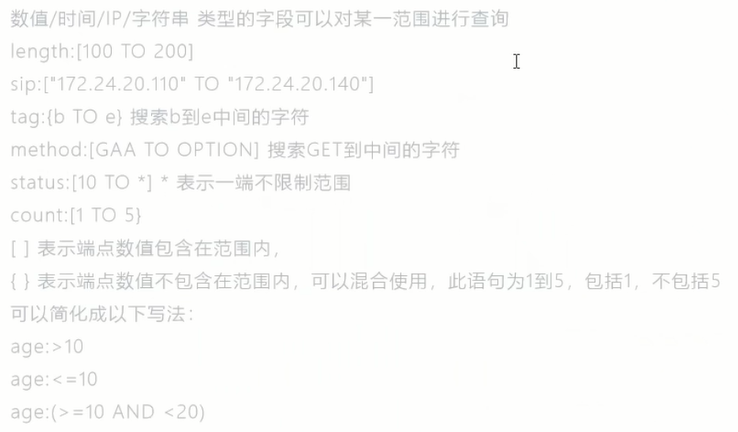 数值/时间/IP/字符串 类型的字段可以对某一范围进行查询
length:[100 TO 200]
sip:["172.24.20.110" TO "172.24.20.140"]
tag:{b TO e} 搜索b到e中间的字符
method:[GAA TO OPTION] 搜索GET到中间的字符
status:[10 TO *] * 表示一端不限制范围
count:[1 TO 5}
[ ] 表示端点数值包含在范围内，
{ } 表示端点数值不包含在范围内，可以混合使用，此语句为1到5，包括1，不包括5
可以简化成以下写法：
age:>10
age:<=10
age:(>=10 AND <20)